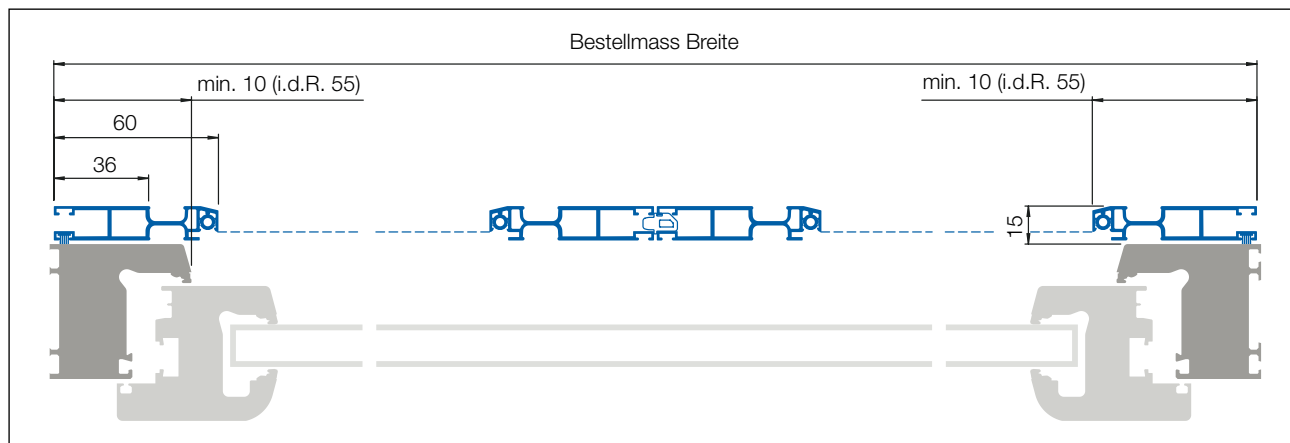 Bestellmass Breite
min. 10 (i.d.R. 55)
min. 10 (i.d.R. 55)
60
36
15